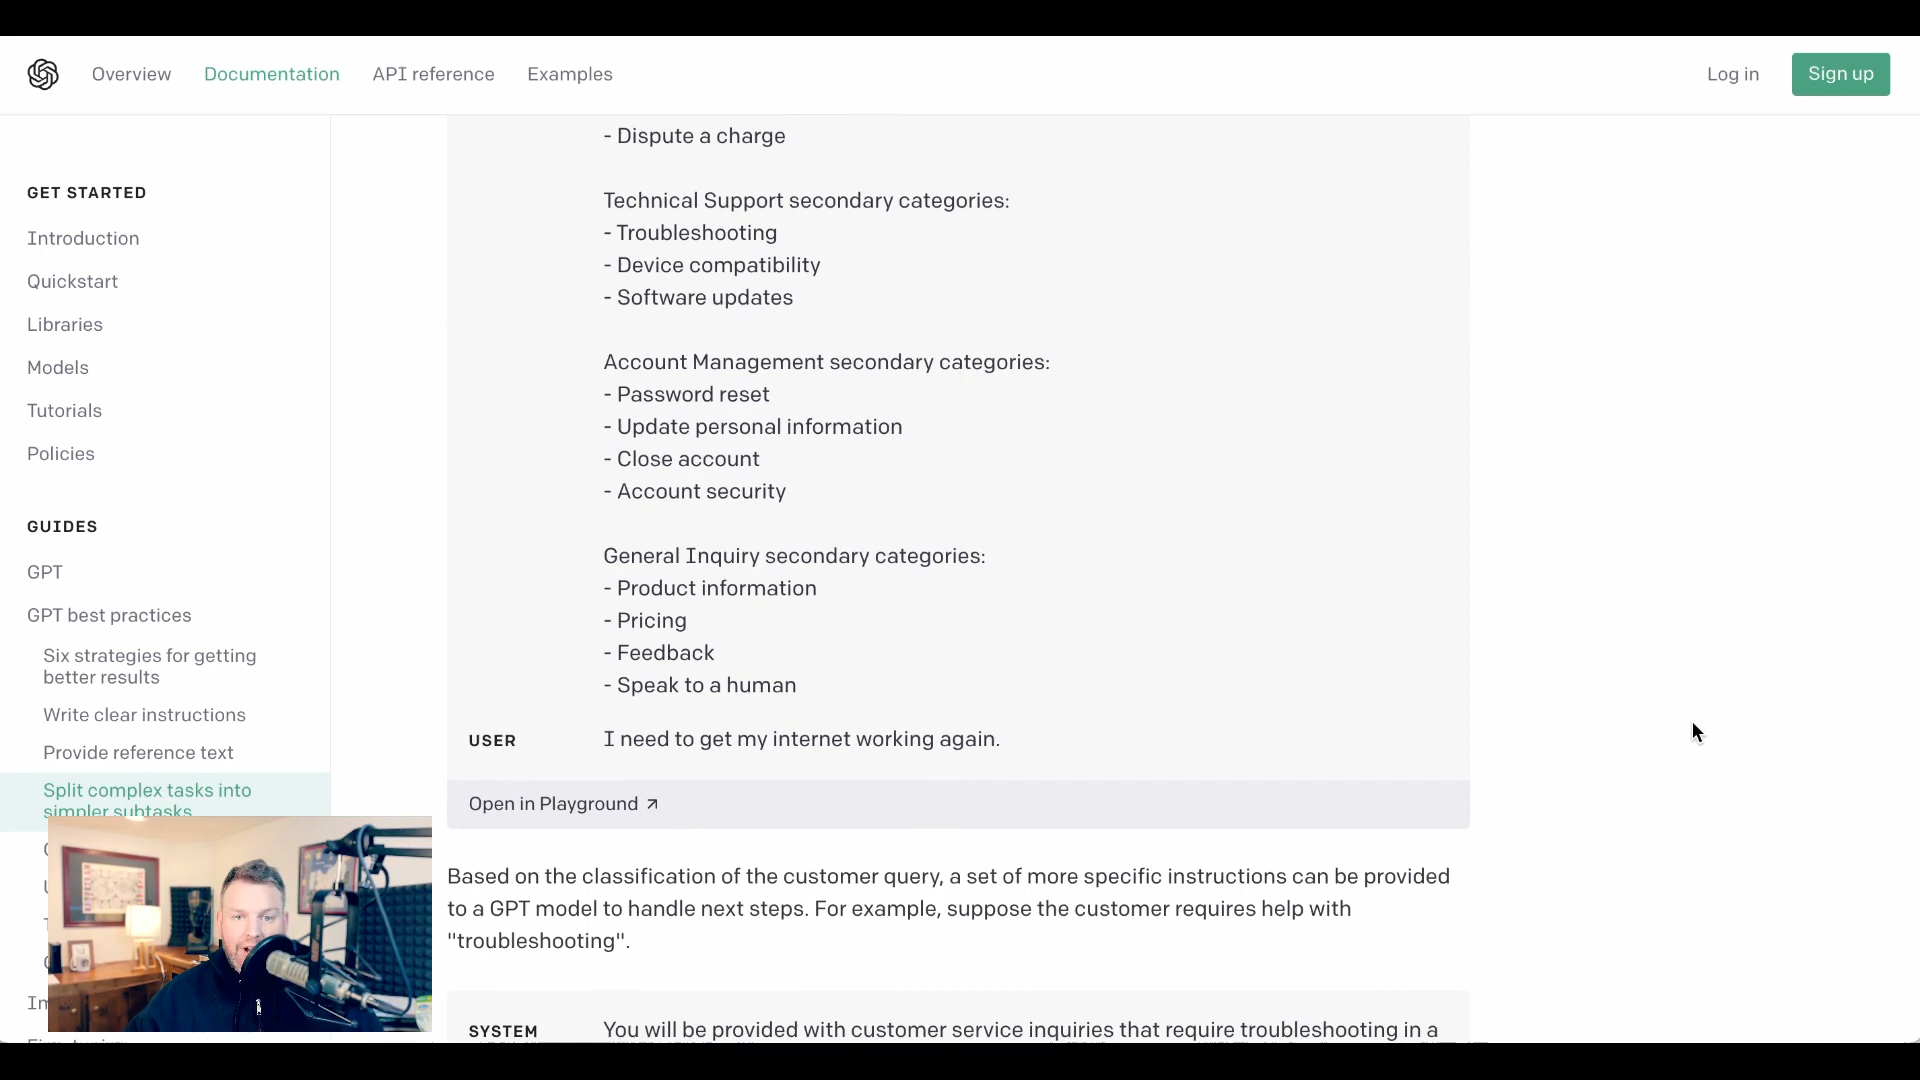 Overview
Documentation
API reference
Examples
Log in
Sign up
GET STARTED
Introduction
Quickstart
Libraries
Models
Tutorials
Policies
GUIDES
GPT
GPT best practices
Six strategies for getting
better results
Write clear instructions
Provide reference text
Split complex tasks into
simpler subtasks
- Dispute a charge
Technical Support secondary categories:
- Troubleshooting
- Device compatibility
- Software updates
Account Management secondary categories:
- Password reset
- Update personal information
- Close account
- Account security
General Inquiry secondary categories:
- Product information
- Pricing
- Feedback
- Speak to a human
USER
I need to get my internet working again.
Open in Playground ↗
Based on the classification of the customer query, a set of more specific instructions can be provided
to a GPT model to handle next steps. For example, suppose the customer requires help with
"troubleshooting".
SYSTEM
You will be provided with customer service inquiries that require troubleshooting in a